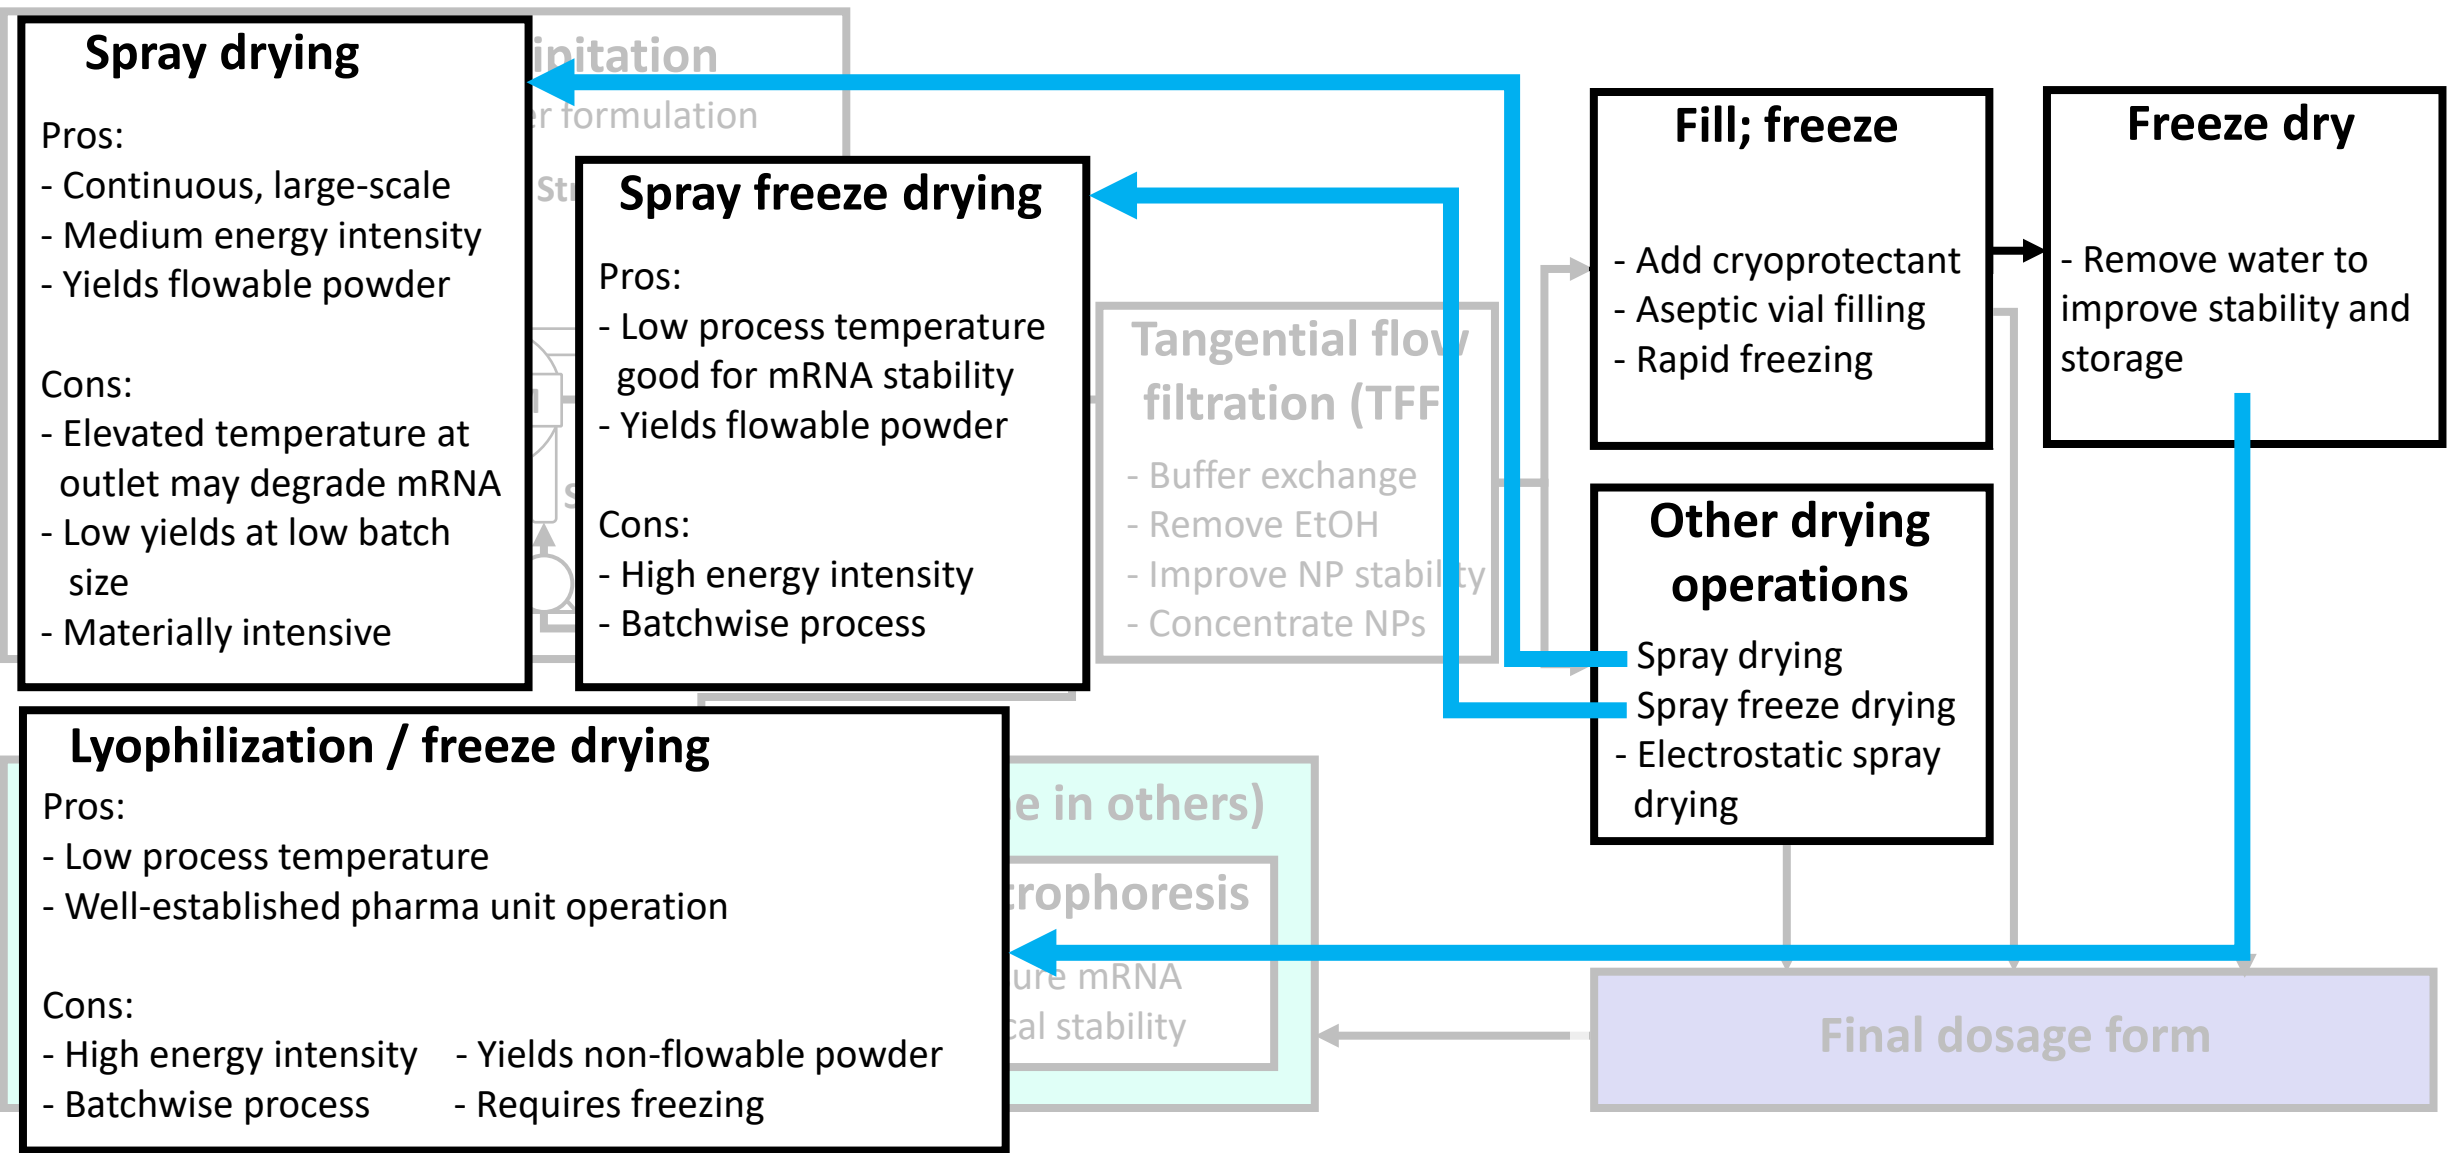 Spray drying
Pros:
- Continuous, large-scale
- Medium energy intensity
- Yields flowable powder
Cons:
- Elevated temperature at
outlet may degrade mRNA
- Low yields at low batch
size
- Materially intensive
formulation
Spray freeze drying
Pros:
- Low process temperature
good for mRNA stability
- Yields flowable powder
Cons:
- High energy intensity
- Batchwise process
Tangential flow
filtration (TFF
- Buffer exchange
- Remove EtOH
- Improve NP stability
- Concentrate NPs
Fill; freeze
- Add cryoprotectant
- Aseptic vial filling
- Rapid freezing
Freeze dry
- Remove water to
improve stability and
storage
Other drying
operations
Spray drying
Spray freeze drying
- Electrostatic spray
drying
Lyophilization / freeze drying
Pros:
- Low process temperature
- Well-established pharma unit operation
Cons:
- High energy intensity - Yields non-flowable powder
- Batchwise process - Requires freezing
in others)
mRNA
stability
Final dosage form